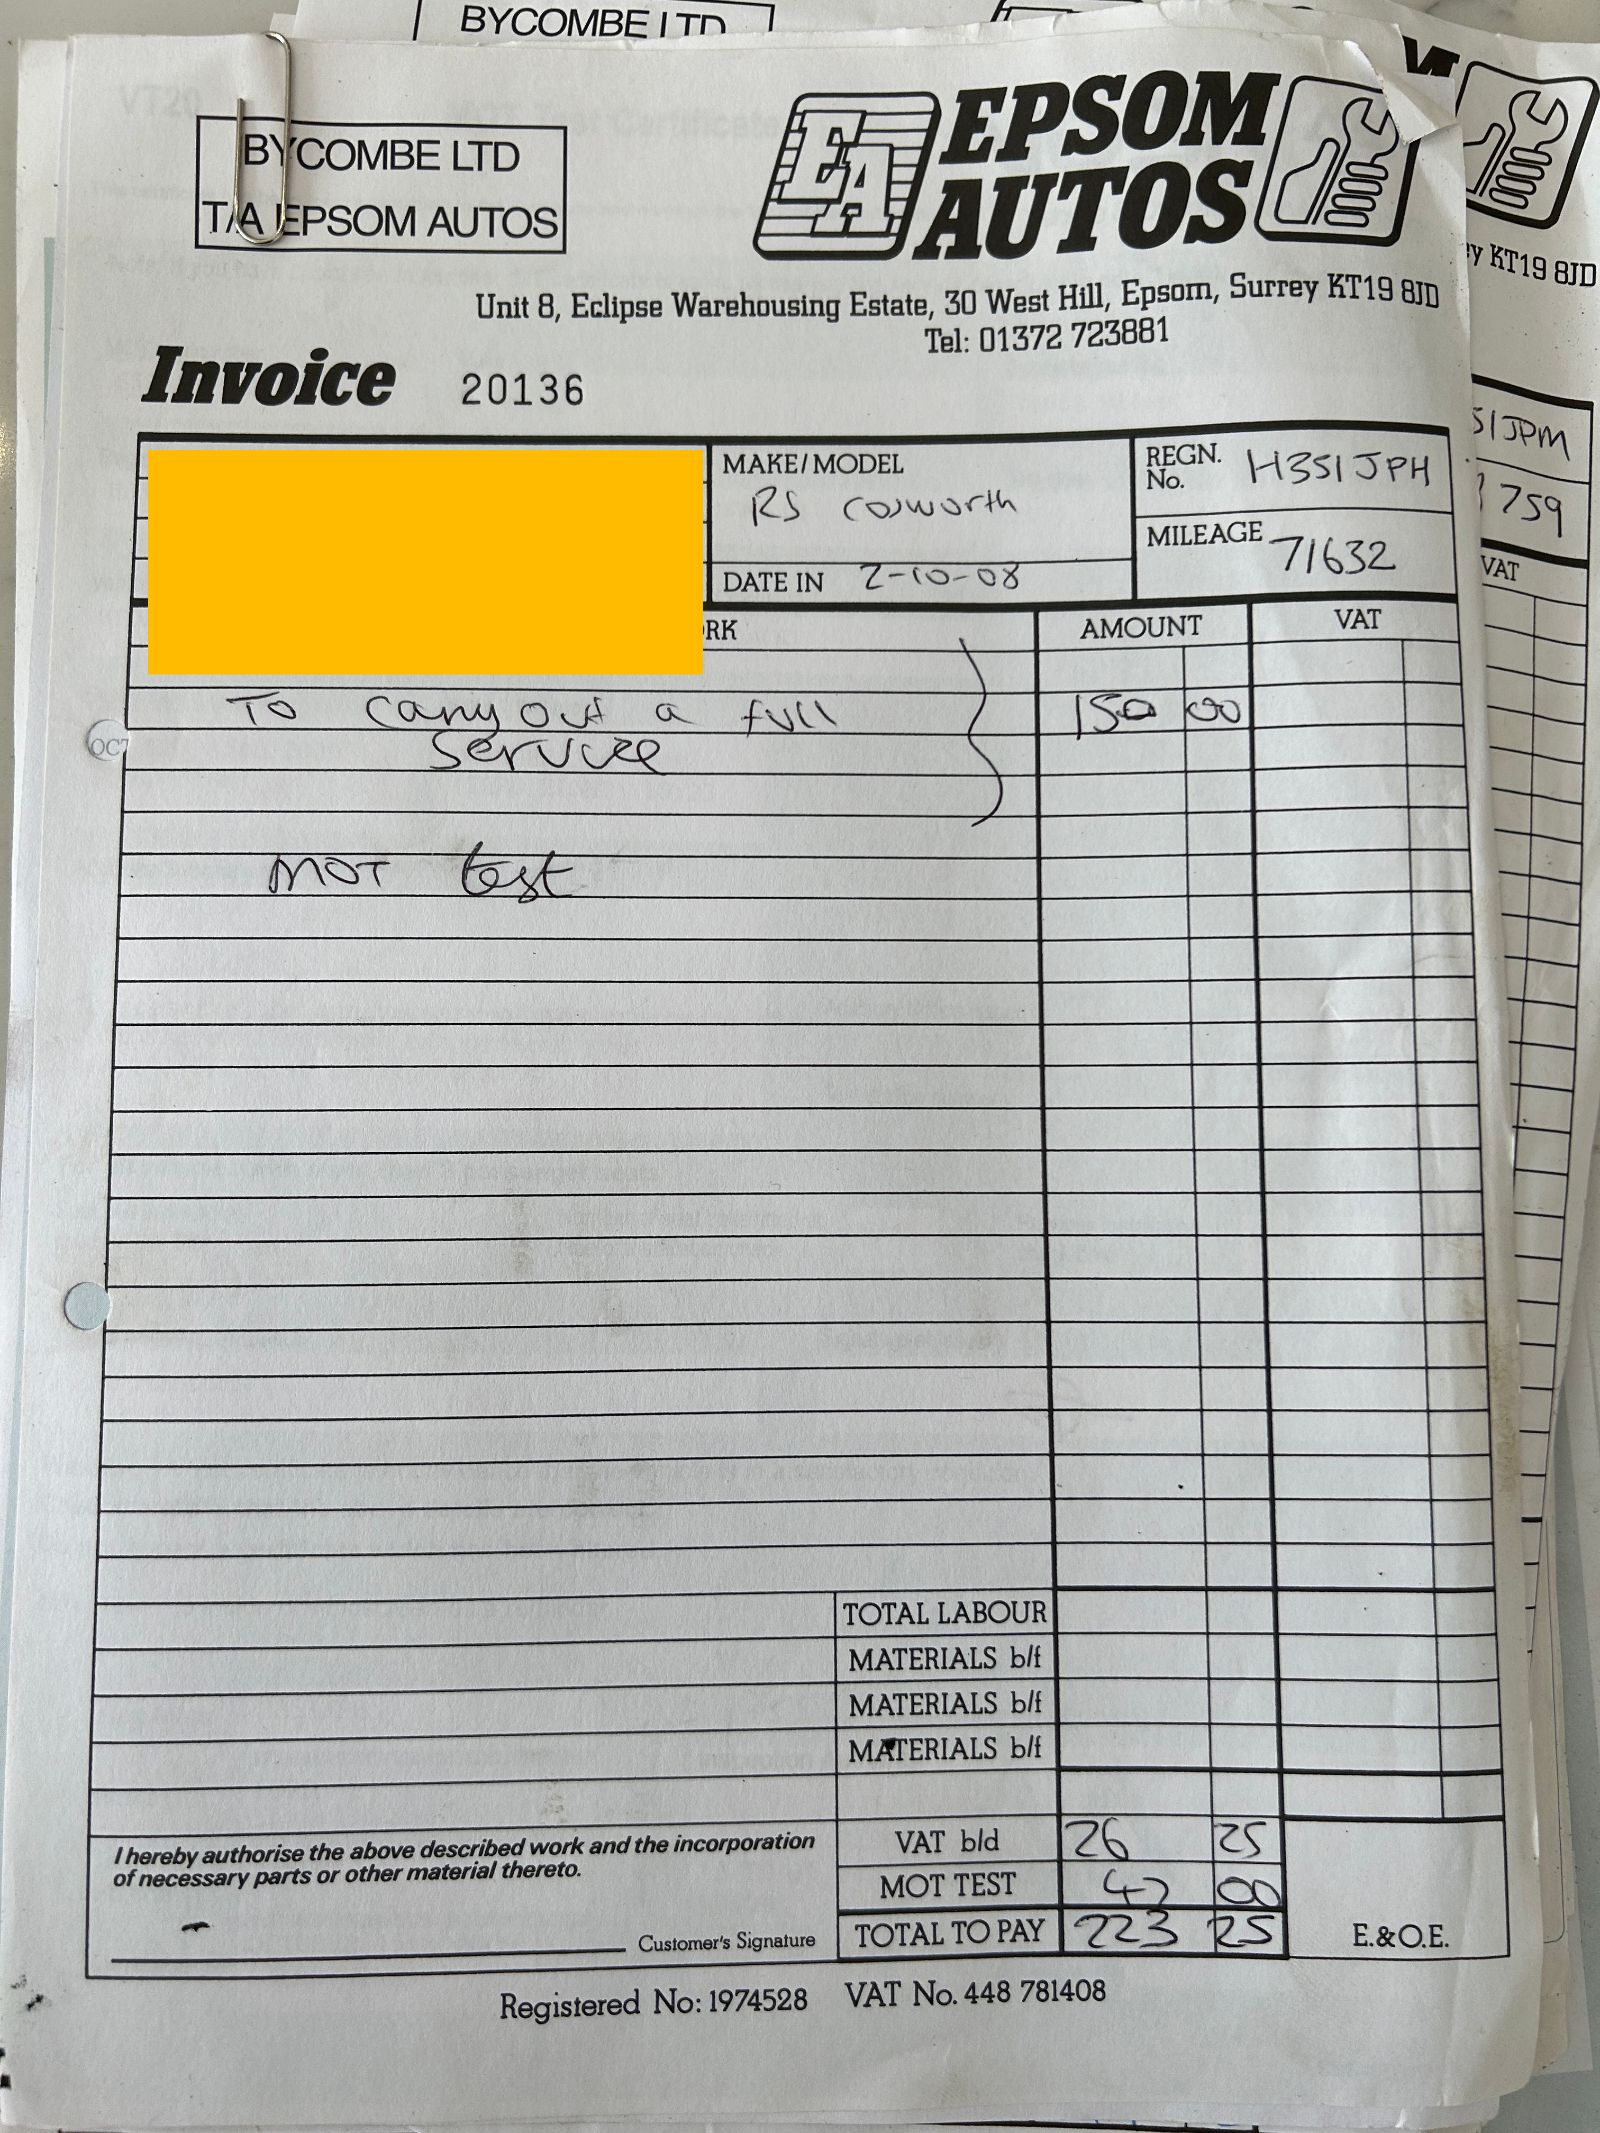 BYCOMBE LTD
BYCOMBE LTD
T/A EPSOM AUTOS
EA
EPSOM
AUTOS
Unit 8, Eclipse Warehousing Estate, 30 West Hill, Epsom, Surrey KT19 8JD
Tel: 01372 723881
ey KT19 8JD
Invoice 20136
MAKE/MODEL
RS Cosworth
REGN.
No. H351JPH
MILEAGE 71632
DATE IN 2-10-08
51JPM
759
VAT
RK
AMOUNT
VAT
To carry out a full 150 00
service
OCT
MOT test
TOTAL LABOUR
MATERIALS b/f
MATERIALS b/f
MATERIALS b/f
I hereby authorise the above described work and the incorporation
of necessary parts or other material thereto.
Customer's Signature
VAT b/d 26 25
MOT TEST 47 00
TOTAL TO PAY 223 25
E.&O.E.
Registered No: 1974528 VAT No. 448 781408